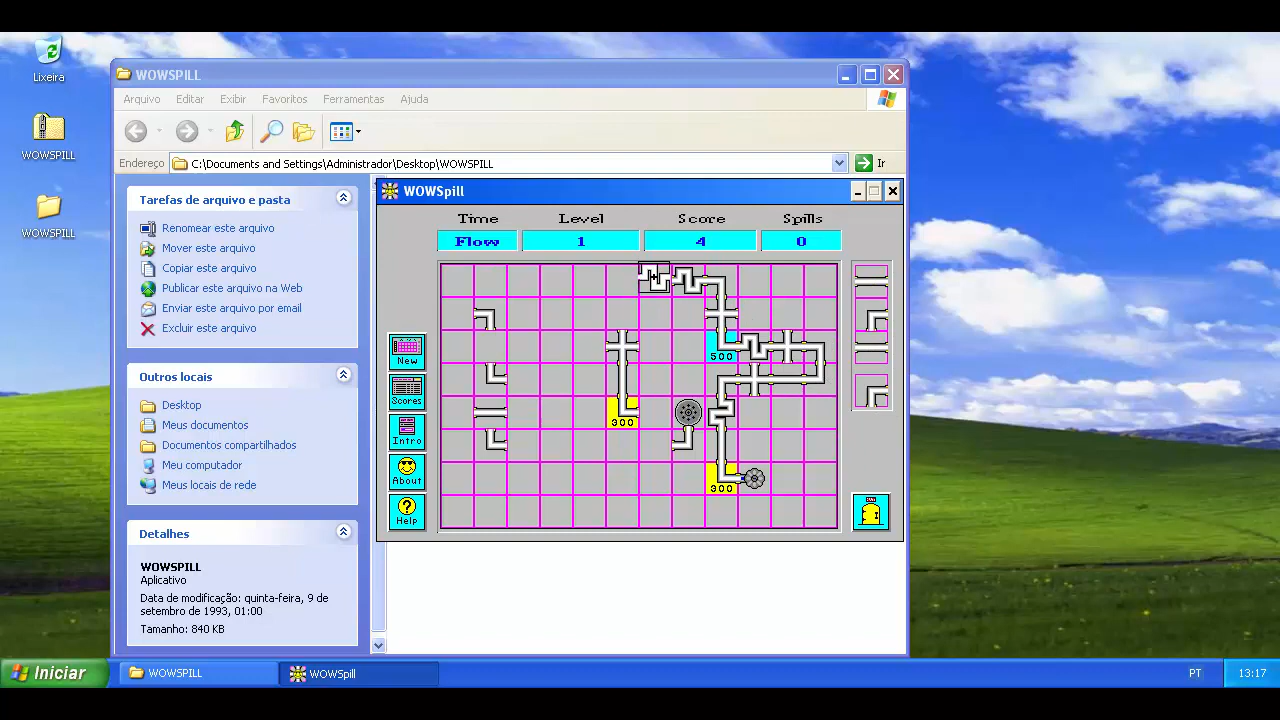 Lixeira
WOWSPILL
WOWSPILL
WOWSPILL
Arquivo Editar Exibir Favoritos Ferramentas Ajuda
Endereço C:\Documents and Settings\Administrador\Desktop\WOWSPILL Ir
Tarefas de arquivo e pasta
Renomear este arquivo
Mover este arquivo
Copiar este arquivo
Publicar este arquivo na Web
Enviar este arquivo por email
Excluir este arquivo
Outros locais
Desktop
Meus documentos
Documentos compartilhados
Meu computador
Meus locais de rede
Detalhes
WOWSPILL
Aplicativo
Data de modificação: quinta-feira, 9 de
setembro de 1993, 01:00
Tamanho: 840 KB
WOWSpill
Time Level Score Spills
Flow 1 4 0
500
300
300
New
Scores
Intro
About
Help
Iniciar WOWSPILL WOWSpill PT 13:17